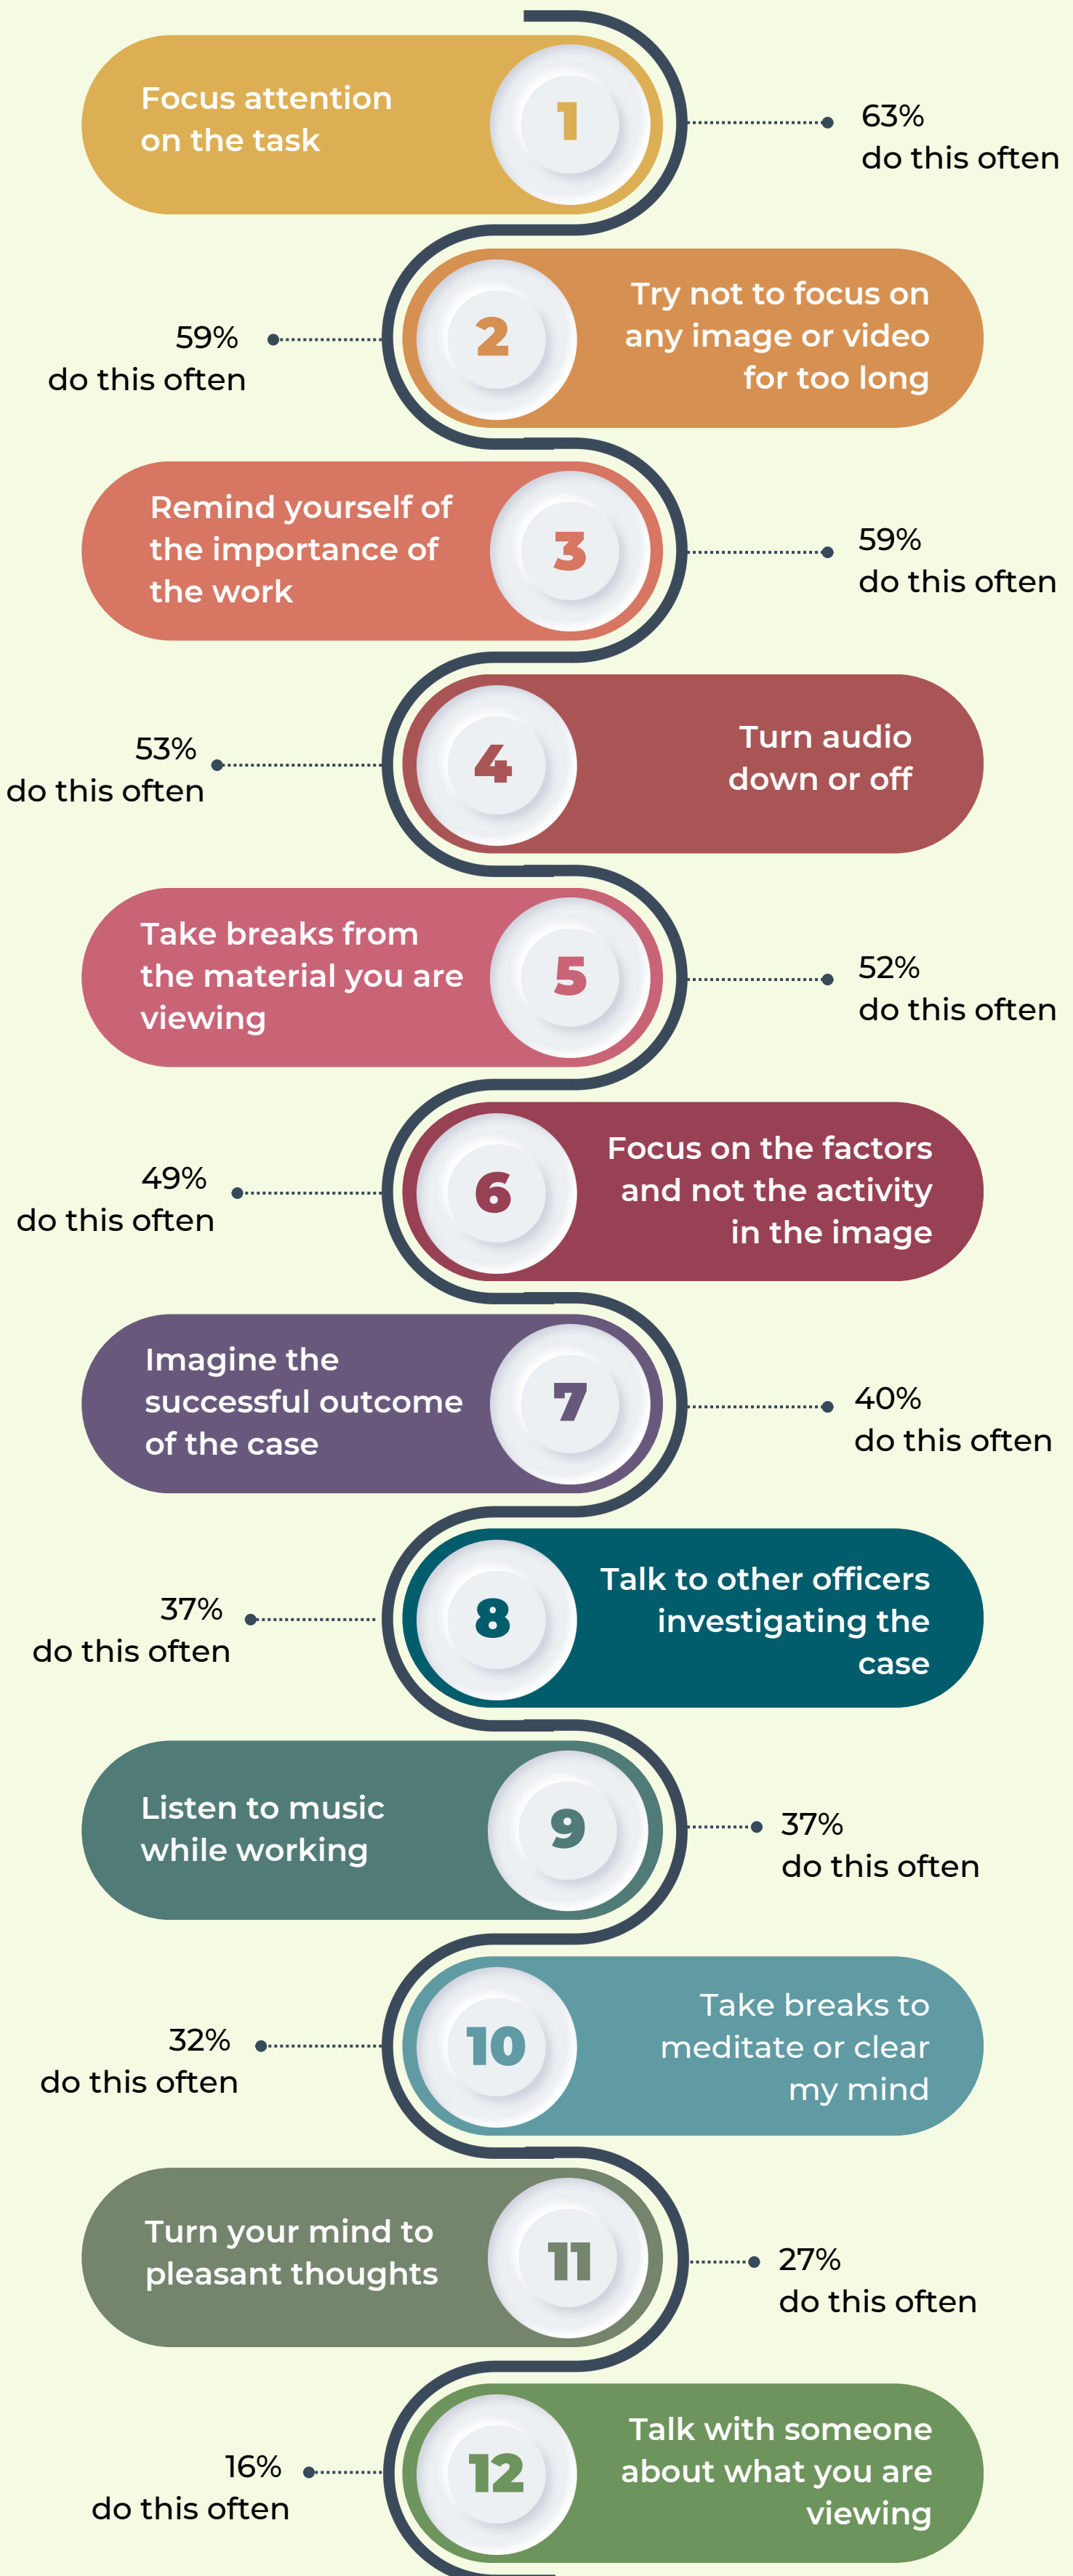 Focus attention
on the task
1
63%
do this often
Try not to focus on
any image or video
for too long
2
59%
do this often
Remind yourself of
the importance of
the work
3
59%
do this often
Turn audio
down or off
4
53%
do this often
Take breaks from
the material you are
viewing
5
52%
do this often
Focus on the factors
and not the activity
in the image
6
49%
do this often
Imagine the
successful outcome
of the case
7
40%
do this often
Talk to other officers
investigating the
case
8
37%
do this often
Listen to music
while working
9
37%
do this often
Take breaks to
meditate or clear
my mind
10
32%
do this often
Turn your mind to
pleasant thoughts
11
27%
do this often
Talk with someone
about what you are
viewing
12
16%
do this often